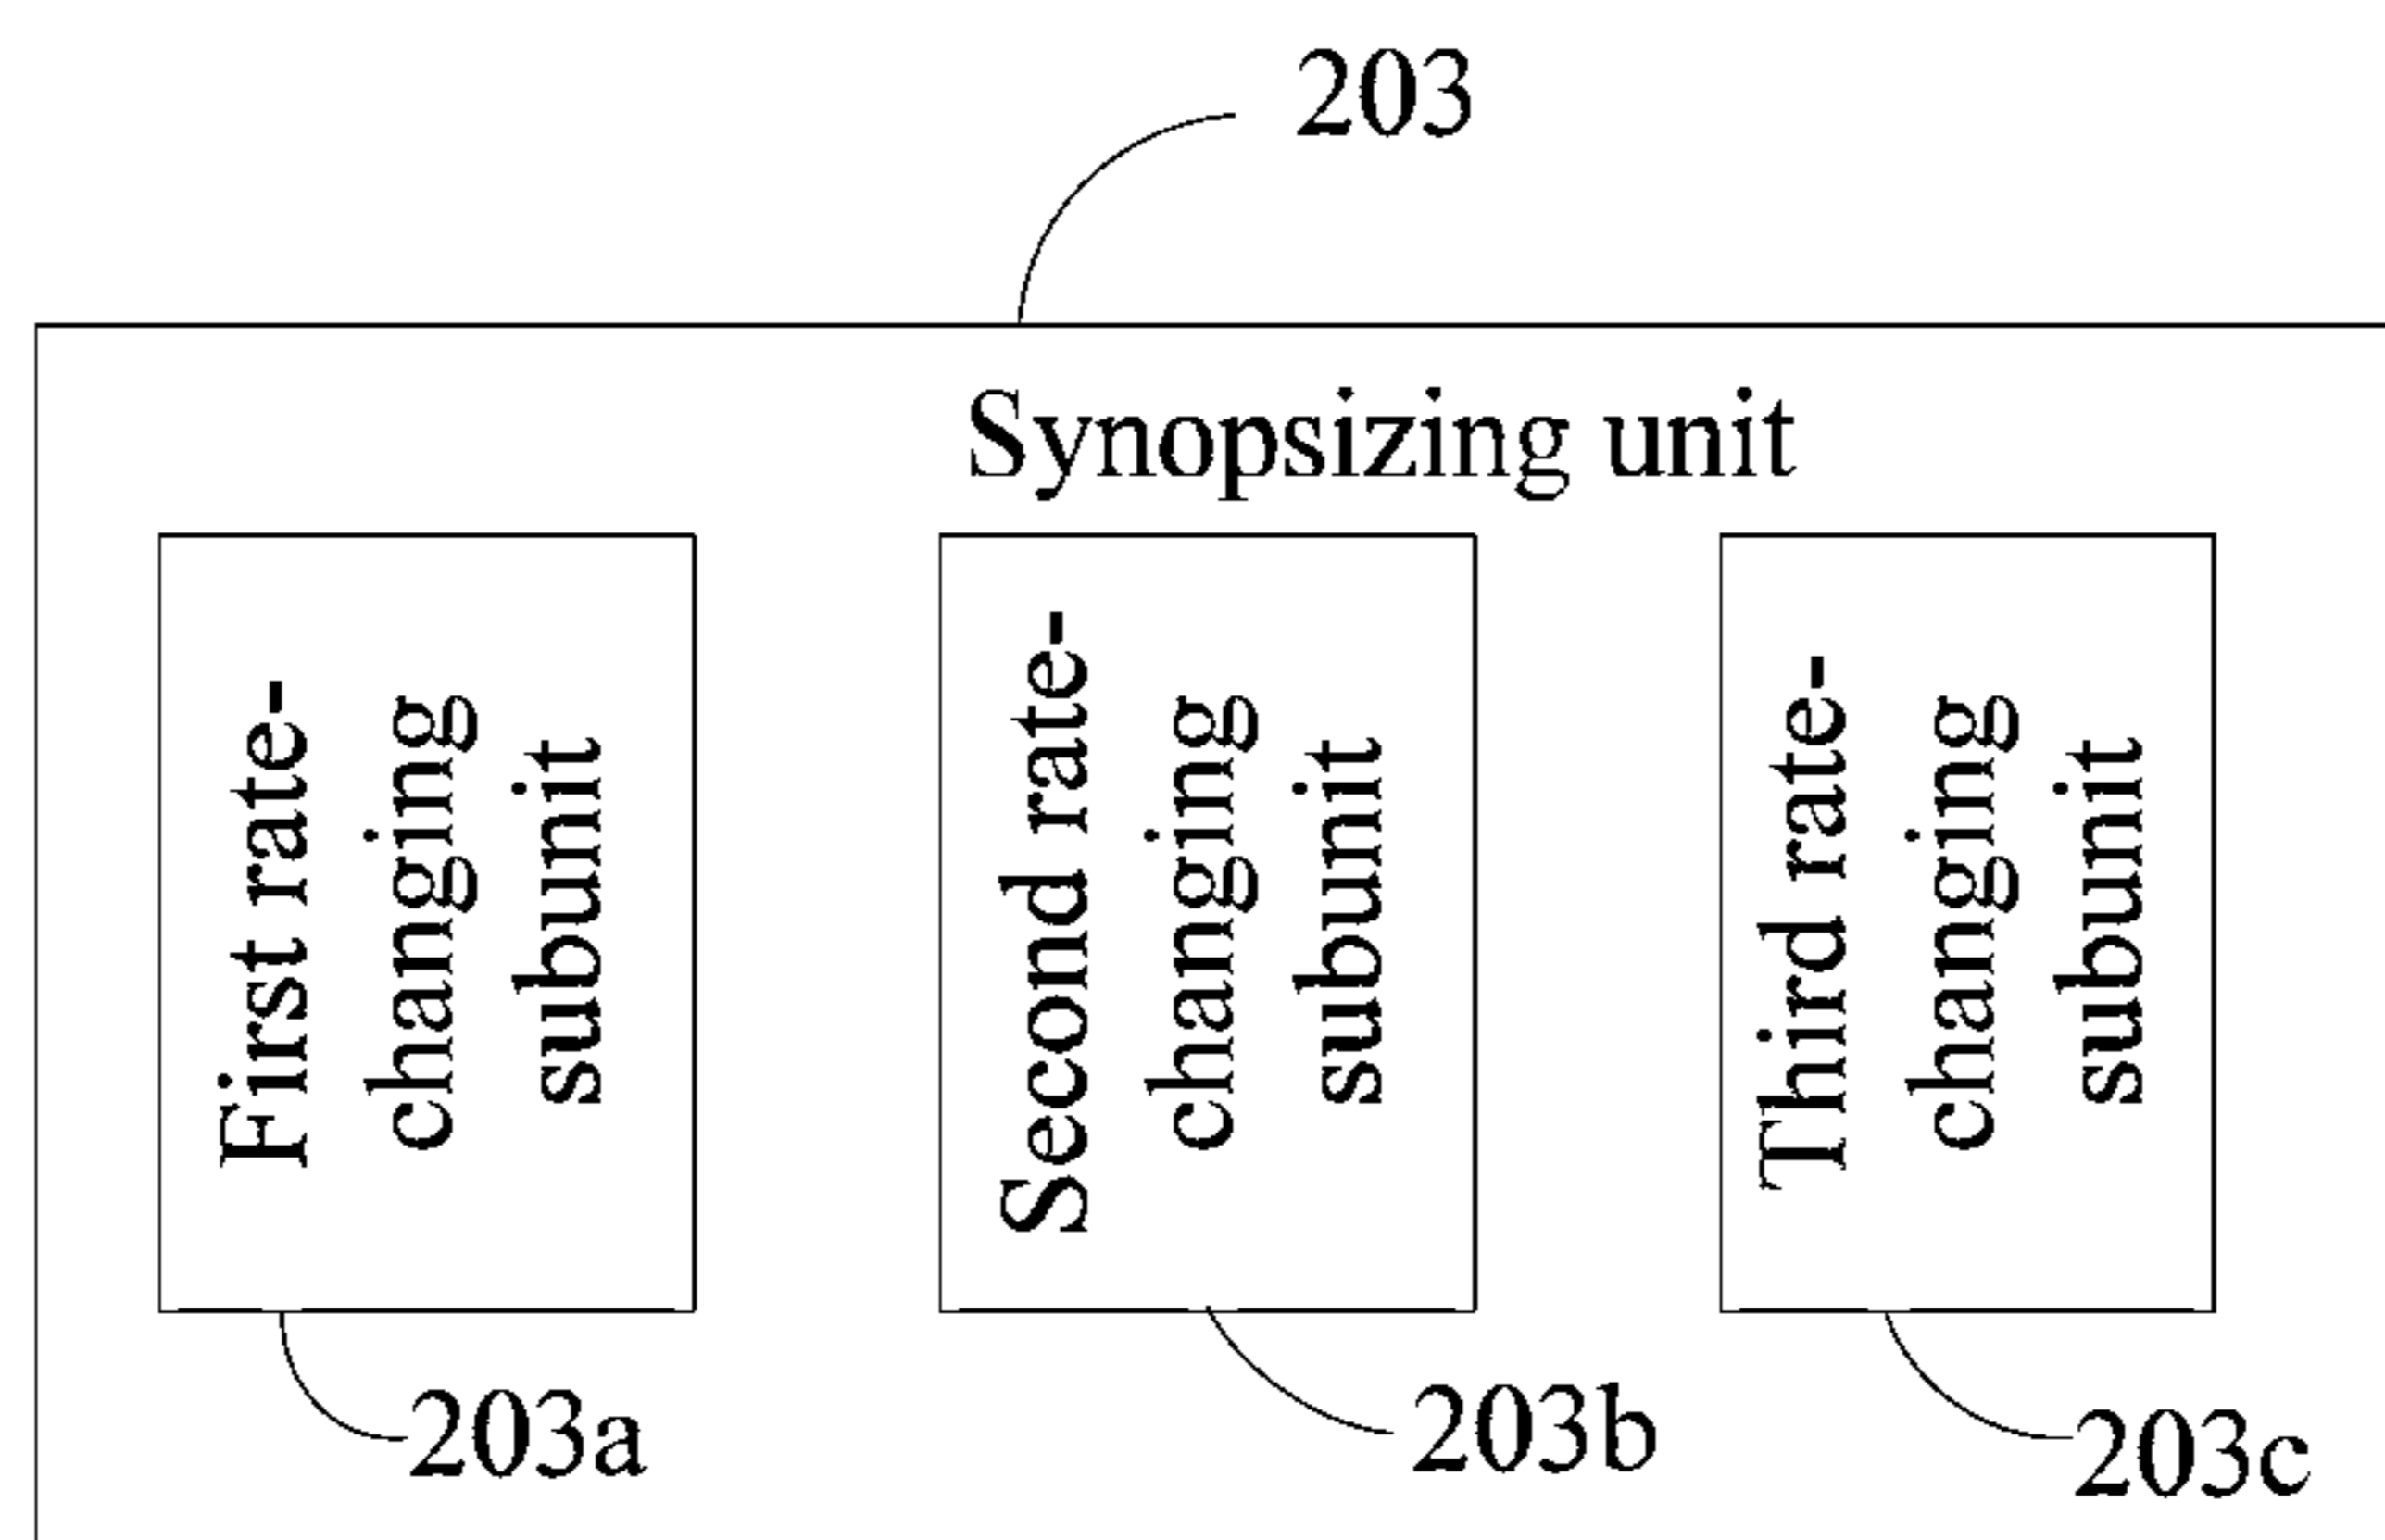 203
Synopsizing unit
First rate-
changing
subunit
Second rate-
changing
subunit
Third rate-
changing
subunit
203a
203b
203c